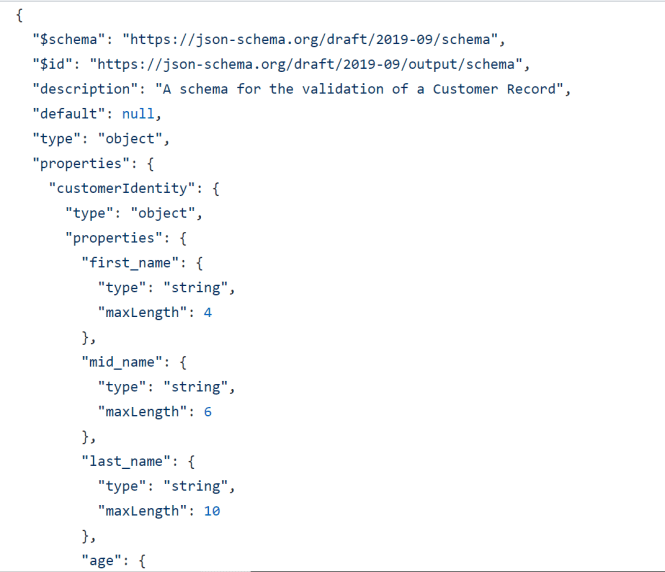 {
  "$schema": "https://json-schema.org/draft/2019-09/schema",
  "$id": "https://json-schema.org/draft/2019-09/output/schema",
  "description": "A schema for the validation of a Customer Record",
  "default": null,
  "type": "object",
  "properties": {
    "customerIdentity": {
      "type": "object",
      "properties": {
        "first_name": {
          "type": "string",
          "maxLength": 4
        },
        "mid_name": {
          "type": "string",
          "maxLength": 6
        },
        "last_name": {
          "type": "string",
          "maxLength": 10
        },
        "age": {